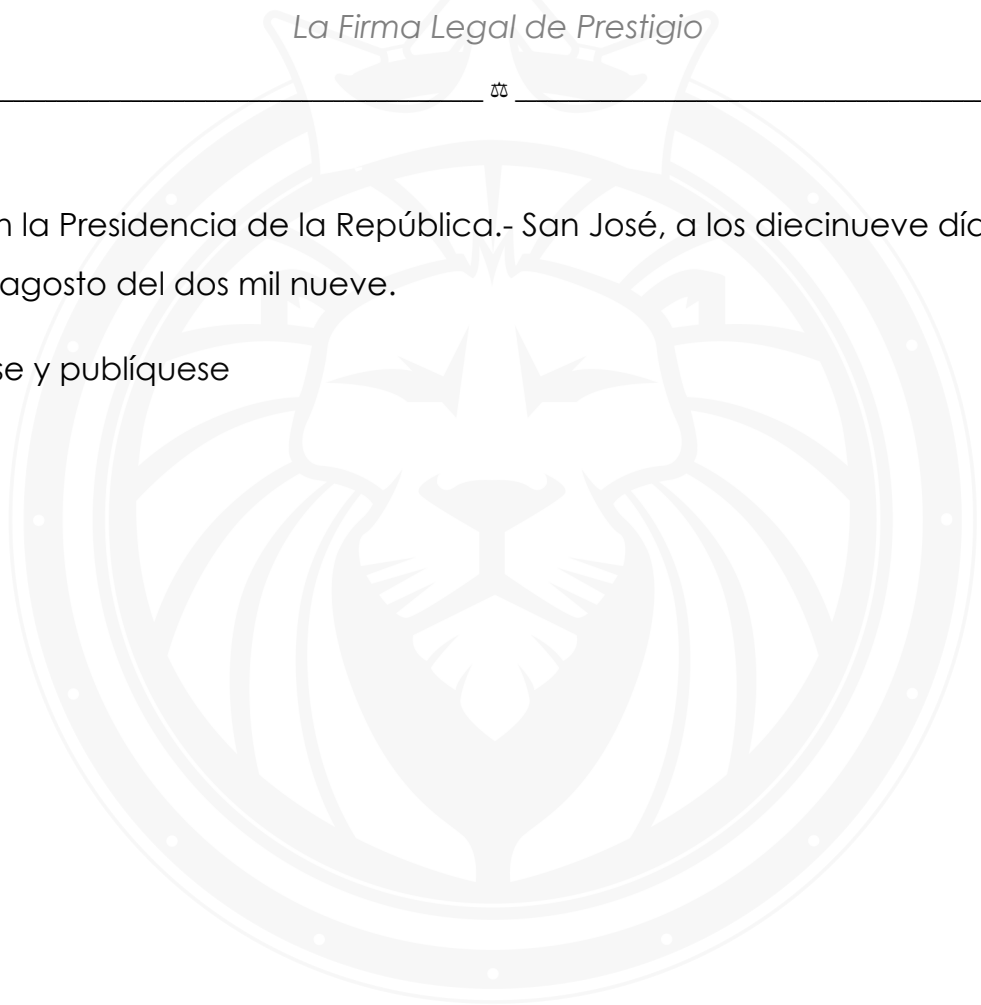 La Firma Legal de Prestigio
n la Presidencia de la República.- San José, a los diecinueve día
agosto del dos mil nueve.
se y publíquese